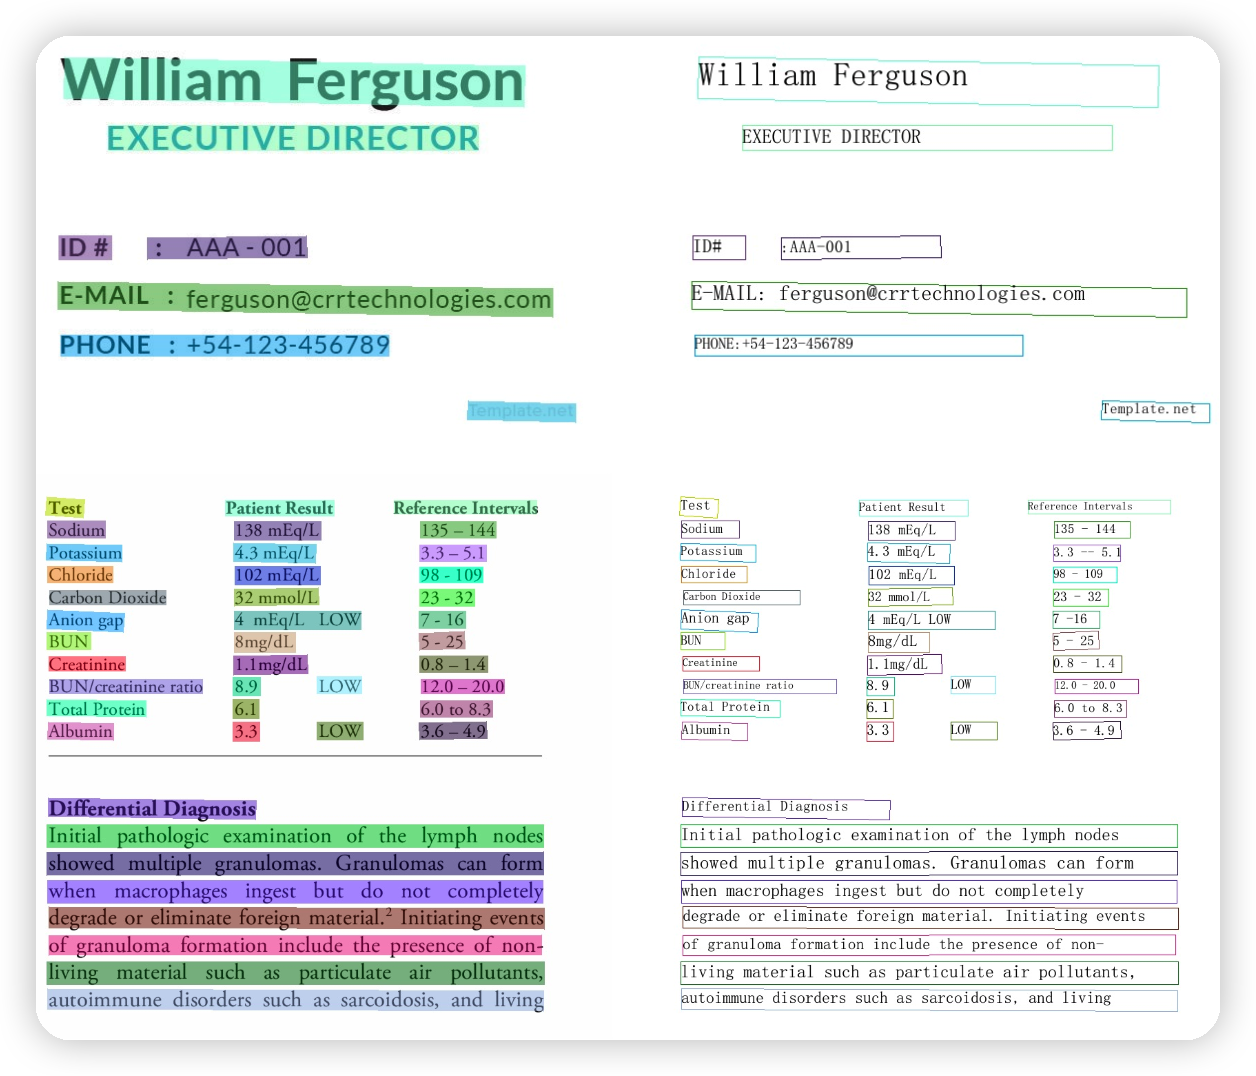 William Ferguson
EXECUTIVE DIRECTOR
ID # : AAA - 001
E-MAIL : ferguson@crrtechnologies.com
PHONE : +54-123-456789
Template.net
William Ferguson
EXECUTIVE DIRECTOR
ID# :AAA-001
E-MAIL: ferguson@crrtechnologies.com
PHONE:+54-123-456789
Template.net
Test Patient Result Reference Intervals
Sodium 138 mEq/L 135 – 144
Potassium 4.3 mEq/L 3.3 – 5.1
Chloride 102 mEq/L 98 - 109
Carbon Dioxide 32 mmol/L 23 - 32
Anion gap 4 mEq/L LOW 7 - 16
BUN 8mg/dL 5 - 25
Creatinine 1.1mg/dL 0.8 – 1.4
BUN/creatinine ratio 8.9 LOW 12.0 – 20.0
Total Protein 6.1 6.0 to 8.3
Albumin 3.3 LOW 3.6 – 4.9
Differential Diagnosis
Initial pathologic examination of the lymph nodes
showed multiple granulomas. Granulomas can form
when macrophages ingest but do not completely
degrade or eliminate foreign material.² Initiating events
of granuloma formation include the presence of non-
living material such as particulate air pollutants,
autoimmune disorders such as sarcoidosis, and living
Test Patient Result Reference Intervals
Sodium 138 mEq/L 135 - 144
Potassium 4.3 mEq/L 3.3 -- 5.1
Chloride 102 mEq/L 98 - 109
Carbon Dioxide 32 mmol/L 23 - 32
Anion gap 4 mEq/L LOW 7 -16
BUN 8mg/dL 5 - 25
Creatinine 1.1mg/dL 0.8 - 1.4
BUN/creatinine ratio 8.9 LOW 12.0 - 20.0
Total Protein 6.1 6.0 to 8.3
Albumin 3.3 LOW 3.6 - 4.9
Differential Diagnosis
Initial pathologic examination of the lymph nodes
showed multiple granulomas. Granulomas can form
when macrophages ingest but do not completely
degrade or eliminate foreign material. Initiating events
of granuloma formation include the presence of non-
living material such as particulate air pollutants,
autoimmune disorders such as sarcoidosis, and living